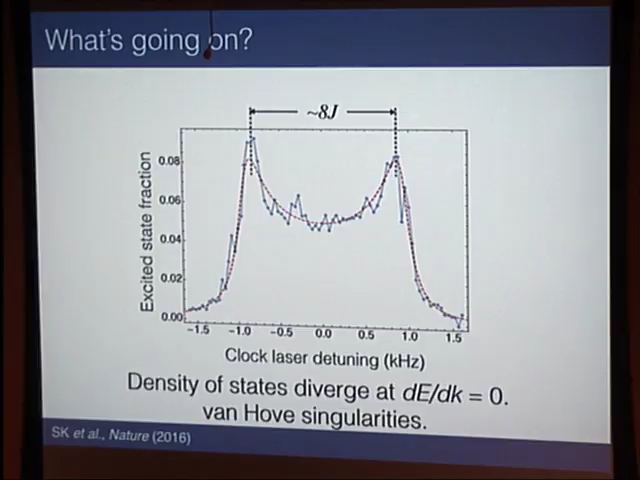 What's going on?
~8J
Excited state fraction
0.08
0.06
0.04
0.02
0.00
−1.5 −1.0 −0.5 0.0 0.5 1.0 1.5
Clock laser detuning (kHz)
Density of states diverge at dE/dk = 0.
van Hove singularities.
SK et al., Nature (2016)